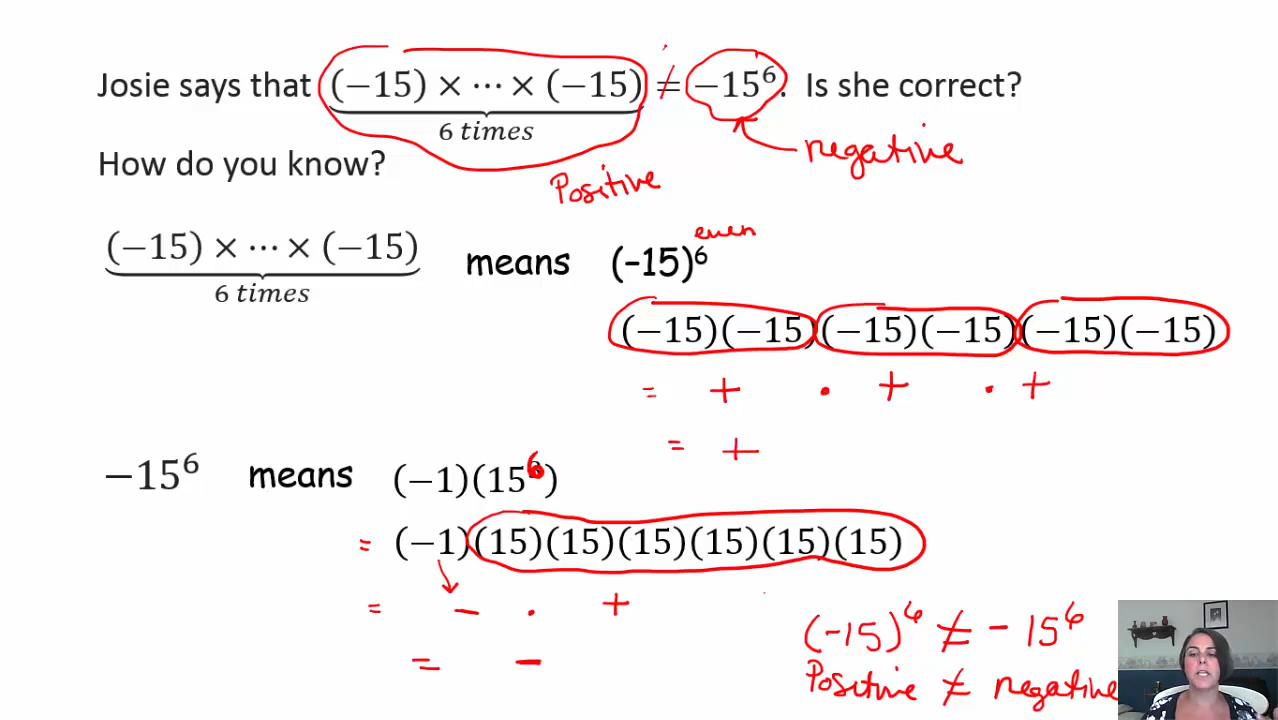 Josie says that (−15) × ⋯ × (−15) ≠ −15⁶. Is she correct?
6 times
negative
How do you know?
Positive
even
(−15) × ⋯ × (−15) means (−15)⁶
6 times
(−15)(−15)(−15)(−15)(−15)(−15)
= + · + · +
= +
−15⁶ means (−1)(15⁶)
= (−1)(15)(15)(15)(15)(15)(15)
= − · +
(−15)⁶ ≠ − 15⁶
= −
Positive ≠ negative